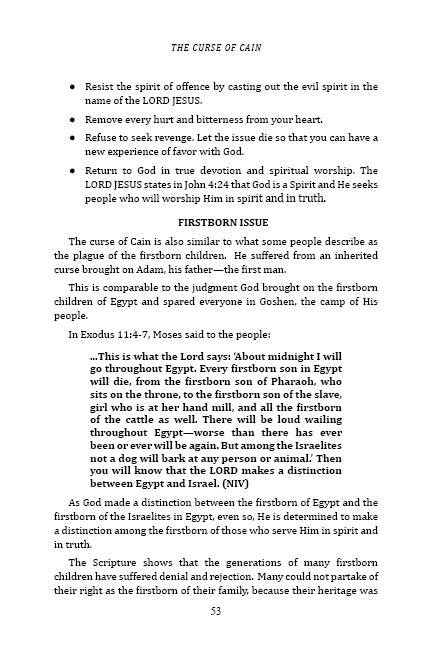 THE CURSE OF CAIN
● Resist the spirit of offence by casting out the evil spirit in the
name of the LORD JESUS.
● Remove every hurt and bitterness from your heart.
● Refuse to seek revenge. Let the issue die so that you can have a
new experience of favor with God.
● Return to God in true devotion and spiritual worship. The
LORD JESUS states in John 4:24 that God is a Spirit and He seeks
people who will worship Him in spirit and in truth.
FIRSTBORN ISSUE
The curse of Cain is also similar to what some people describe as
the plague of the firstborn children. He suffered from an inherited
curse brought on Adam, his father—the first man.
This is comparable to the judgment God brought on the firstborn
children of Egypt and spared everyone in Goshen, the camp of His
people.
In Exodus 11:4-7, Moses said to the people:
...This is what the Lord says: ‘About midnight I will
go throughout Egypt. Every firstborn son in Egypt
will die, from the firstborn son of Pharaoh, who
sits on the throne, to the firstborn son of the slave,
girl who is at her hand mill, and all the firstborn
of the cattle as well. There will be loud wailing
throughout Egypt—worse than there has ever
been or ever will be again. But among the Israelites
not a dog will bark at any person or animal.’ Then
you will know that the LORD makes a distinction
between Egypt and Israel. (NIV)
As God made a distinction between the firstborn of Egypt and the
firstborn of the Israelites in Egypt, even so, He is determined to make
a distinction among the firstborn of those who serve Him in spirit and
in truth.
The Scripture shows that the generations of many firstborn
children have suffered denial and rejection. Many could not partake of
their right as the firstborn of their family, because their heritage was
53